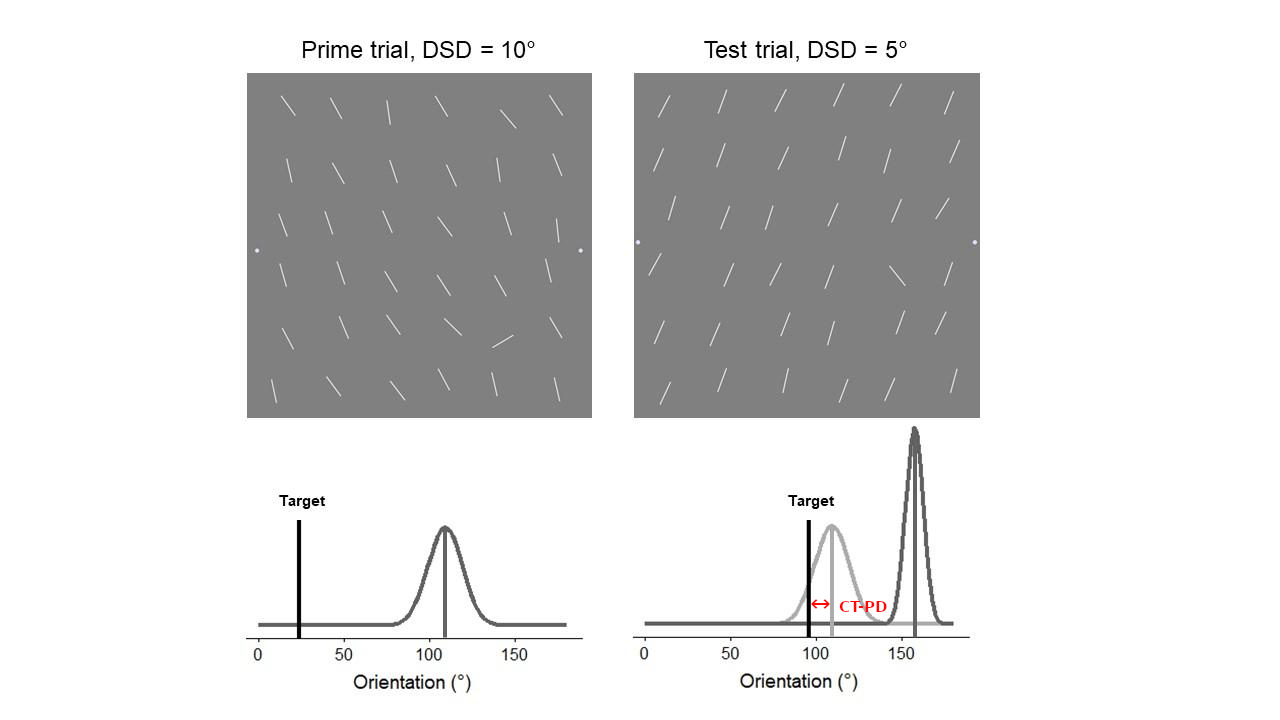 Prime trial, DSD = 10°
Test trial, DSD = 5°
Target
0 50 100 150
Orientation (°)
Target
CT-PD
0 50 100 150
Orientation (°)